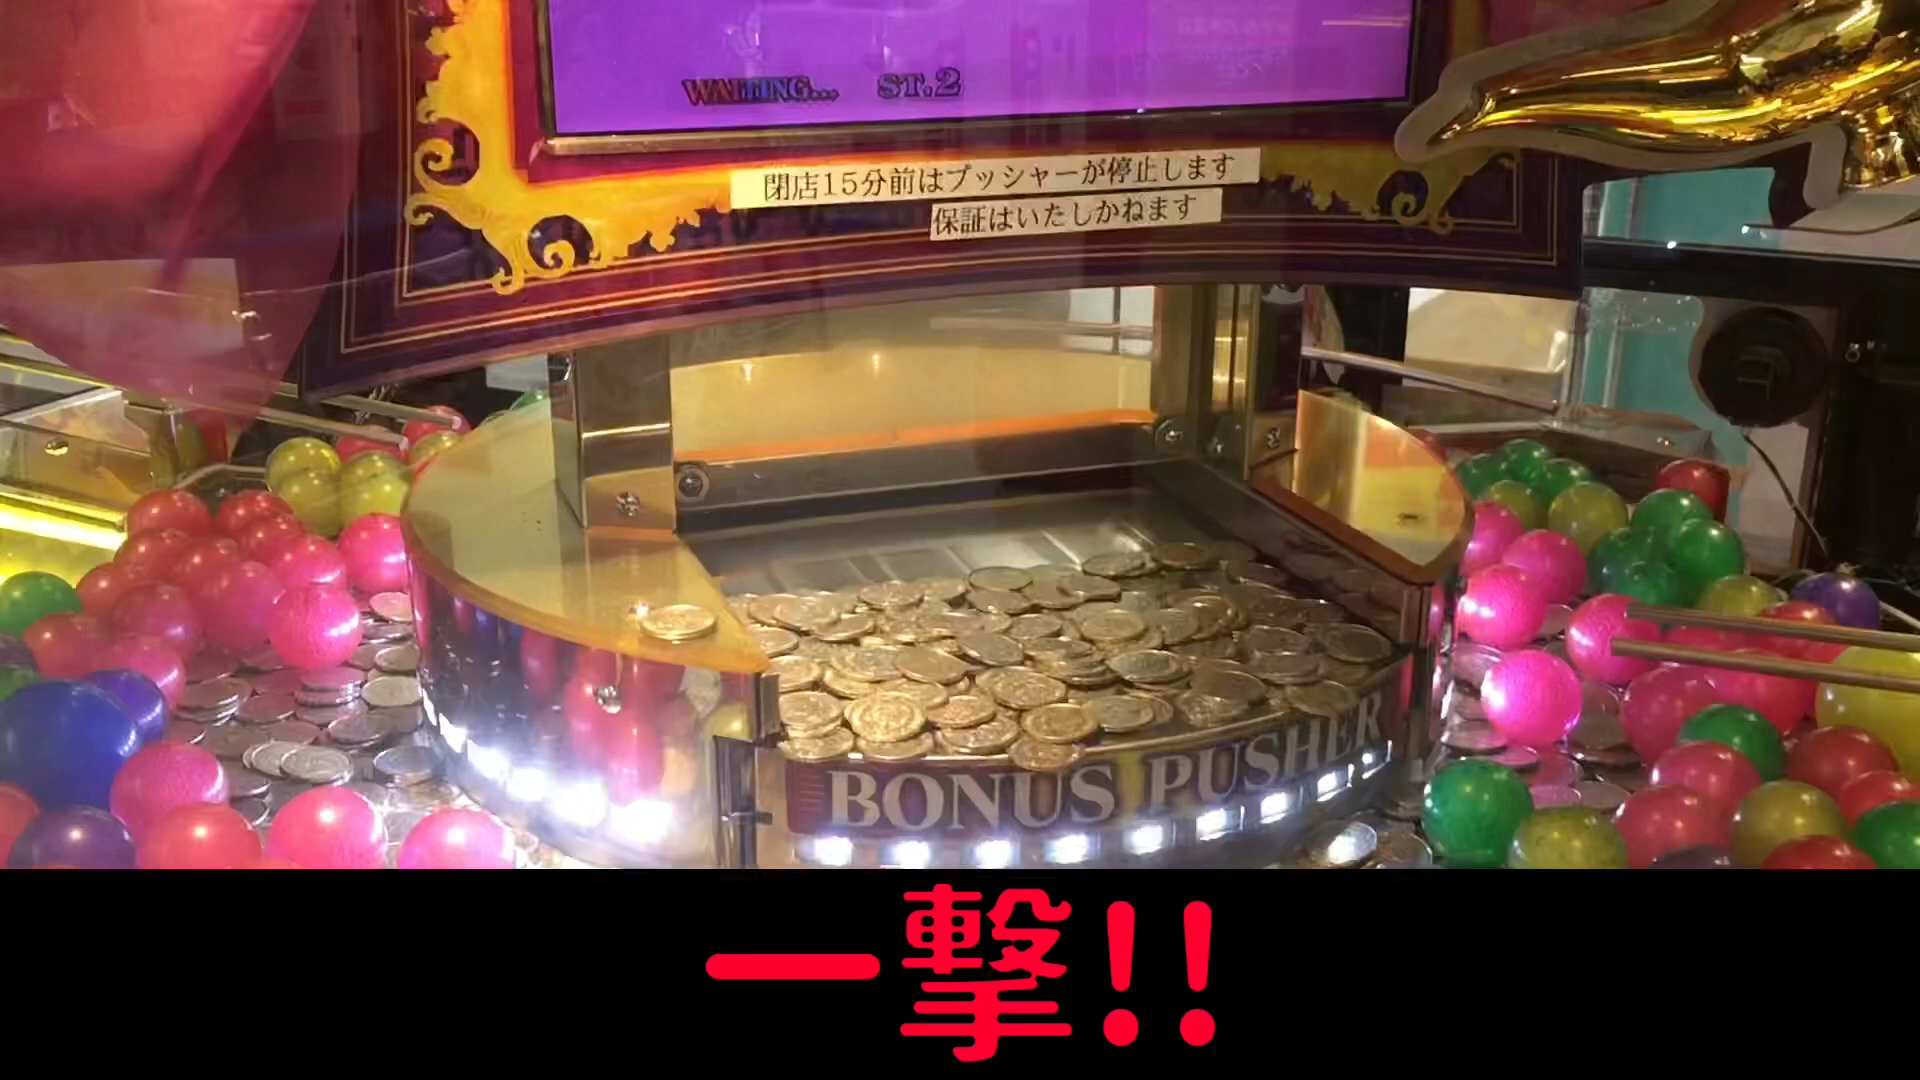 WAITING... ST.2
閉店15分前はプッシャーが停止します
保証はいたしかねます
BONUS PUSHER
一撃!!